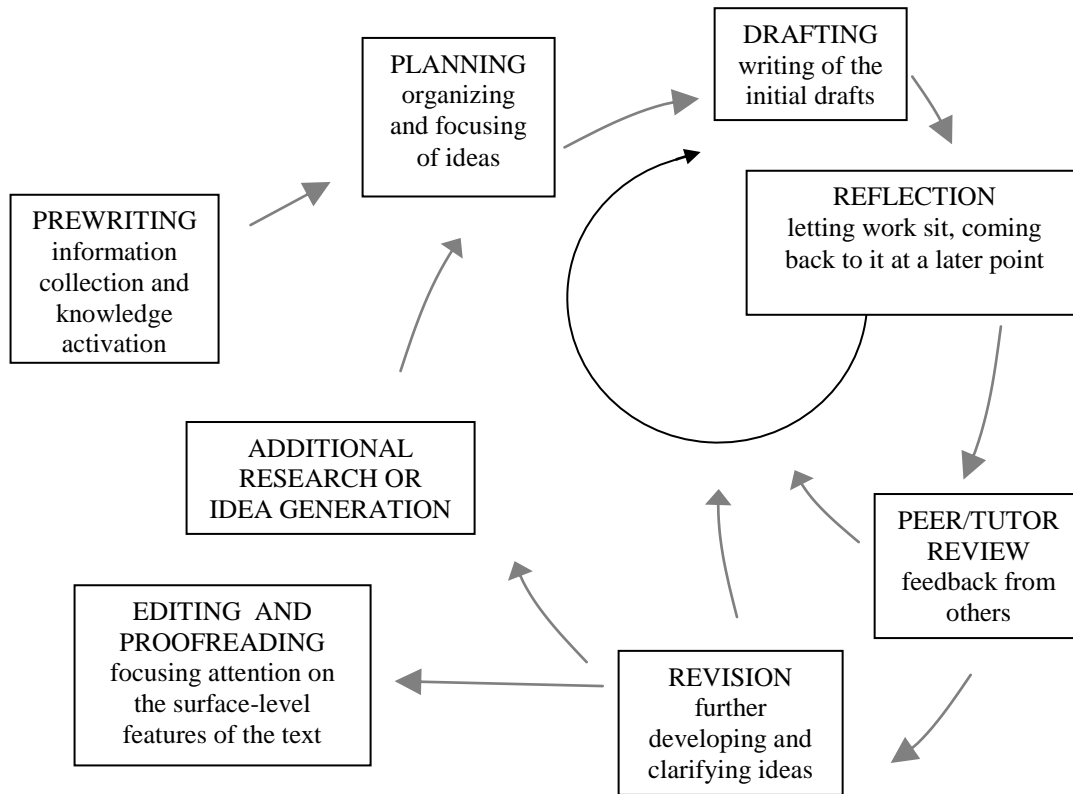 PREWRITING
information
collection and
knowledge
activation
PLANNING
organizing
and focusing
of ideas
DRAFTING
writing of the
initial drafts
REFLECTION
letting work sit, coming
back to it at a later point
PEER/TUTOR
REVIEW
feedback from
others
REVISION
further
developing and
clarifying ideas
ADDITIONAL
RESEARCH OR
IDEA GENERATION
EDITING AND
PROOFREADING
focusing attention on
the surface-level
features of the text